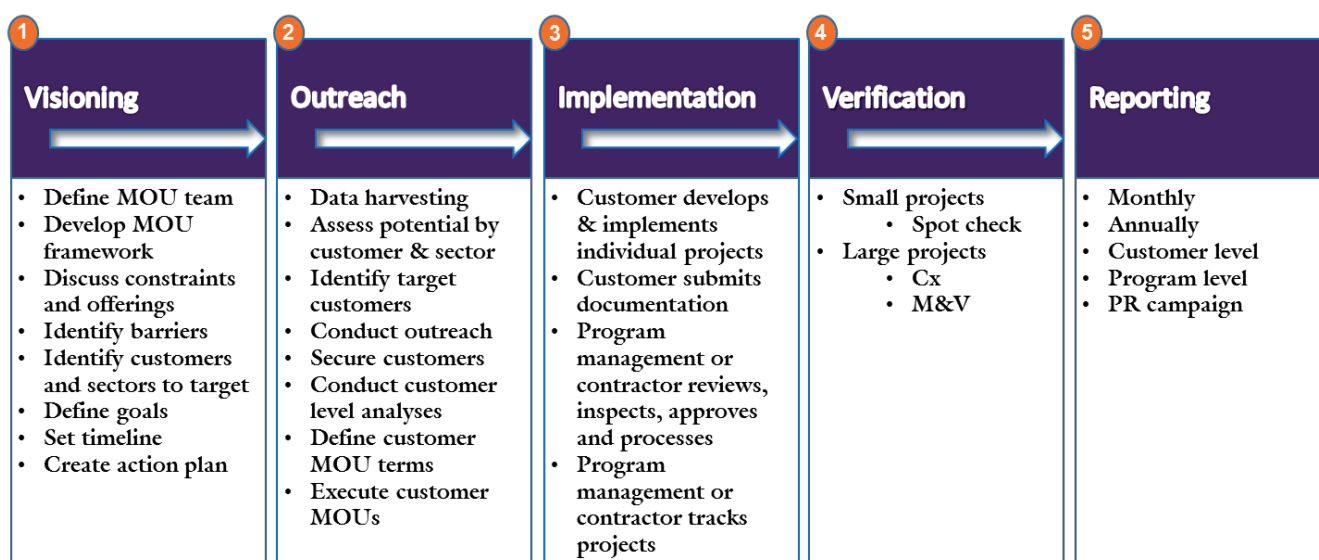 1
Visioning
• Define MOU team
• Develop MOU
framework
• Discuss constraints
and offerings
• Identify barriers
• Identify customers
and sectors to target
• Define goals
• Set timeline
• Create action plan
2
Outreach
• Data harvesting
• Assess potential by
customer & sector
• Identify target
customers
• Conduct outreach
• Secure customers
• Conduct customer
level analyses
• Define customer
MOU terms
• Execute customer
MOUs
3
Implementation
• Customer develops
& implements
individual projects
• Customer submits
documentation
• Program
management or
contractor reviews,
inspects, approves
and processes
• Program
management or
contractor tracks
projects
4
Verification
• Small projects
• Spot check
• Large projects
• Cx
• M&V
5
Reporting
• Monthly
• Annually
• Customer level
• Program level
• PR campaign